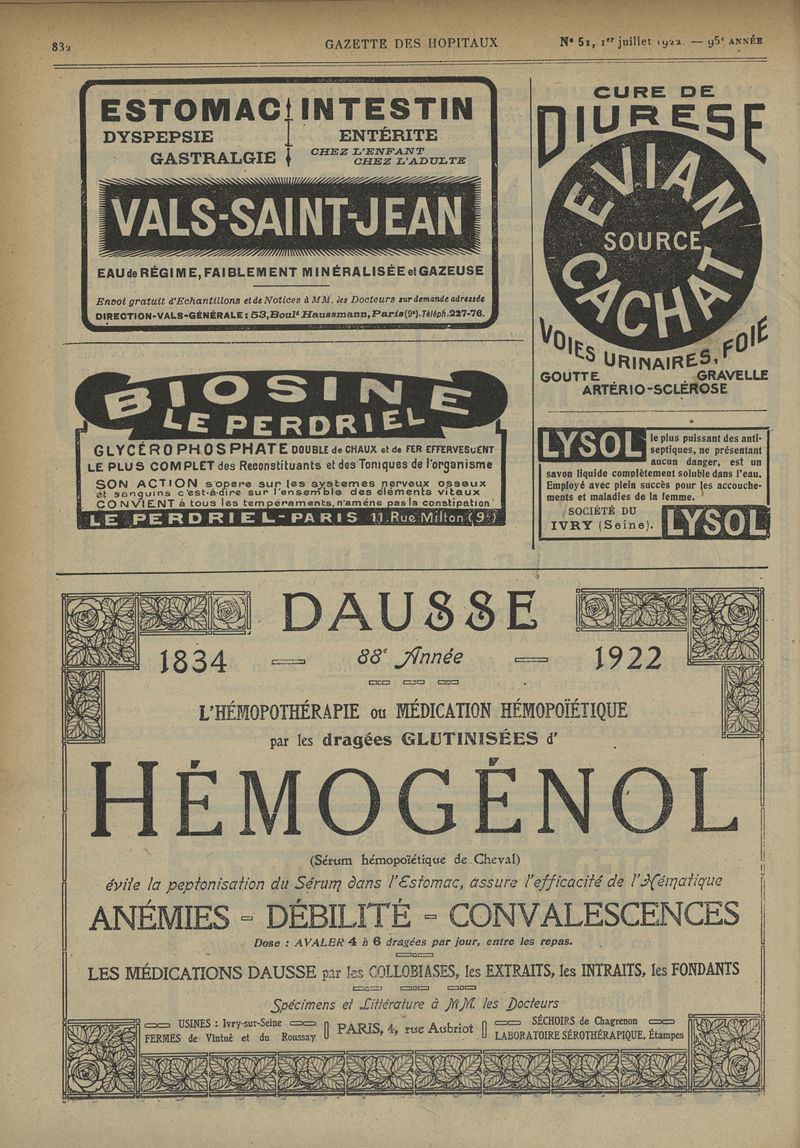 832
GAZETTE DES HOPITAUX
N° 51, 1er juillet 1922. — 95e ANNÉE
ESTOMAC INTESTIN
DYSPEPSIE ENTÉRITE
GASTRALGIE CHEZ L'ENFANT
CHEZ L'ADULTE
VALS-SAINT-JEAN
EAU de RÉGIME, FAIBLEMENT MINÉRALISÉE et GAZEUSE
Envoi gratuit d'Echantillons et de Notices à MM. les Docteurs sur demande adressée
DIRECTION-VALS-GÉNÉRALE: 53, Bould Haussmann, Paris (9e). Téléph. 227-76.
BIOSINE
LE PERDRIEL
GLYCÉROPHOSPHATE DOUBLE de CHAUX et de FER EFFERVESCENT
LE PLUS COMPLET des Reconstituants et des Toniques de l'organisme
SON ACTION s'opere sur les systemes nerveux osseux
et sanguins c'est-à-dire sur l'ensemble des éléments vitaux
CONVIENT à tous les tempéraments, n'amène pas la constipation
LE PERDRIEL-PARIS 11. Rue Milton (9e)
CURE DE
DIURESE
EVIAN
SOURCE
CACHAT
VOIES URINAIRES, FOIE
GOUTTE GRAVELLE
ARTÉRIO-SCLÉROSE
LYSOL le plus puissant des anti-
septiques, ne présentant
aucun danger, est un
savon liquide complètement soluble dans l'eau.
Employé avec plein succès pour les accouche-
ments et maladies de la femme.
SOCIÉTÉ DU
IVRY (Seine). LYSOL
DAUSSE
1834 — 88e Année — 1922
L'HÉMOPOTHÉRAPIE ou MÉDICATION HÉMOPOÏÉTIQUE
par les dragées GLUTINISÉES d'
HÉMOGÉNOL
(Sérum hémopoïétique de Cheval)
évite la peptonisation du Sérum dans l'Estomac, assure l'efficacité de l'Hématique
ANÉMIES - DÉBILITÉ - CONVALESCENCES
Dose : AVALER 4 à 6 dragées par jour, entre les repas.
LES MÉDICATIONS DAUSSE par les COLLOBIASES, les EXTRAITS, les INTRAITS, les FONDANTS
Spécimens et Littérature à MM. les Docteurs
USINES : Ivry-sur-Seine
FERMES de Vintué et du Roussay
PARIS, 4, rue Aubriot
SÉCHOIRS de Chagrenon
LABORATOIRE SÉROTHÉRAPIQUE, Étampes